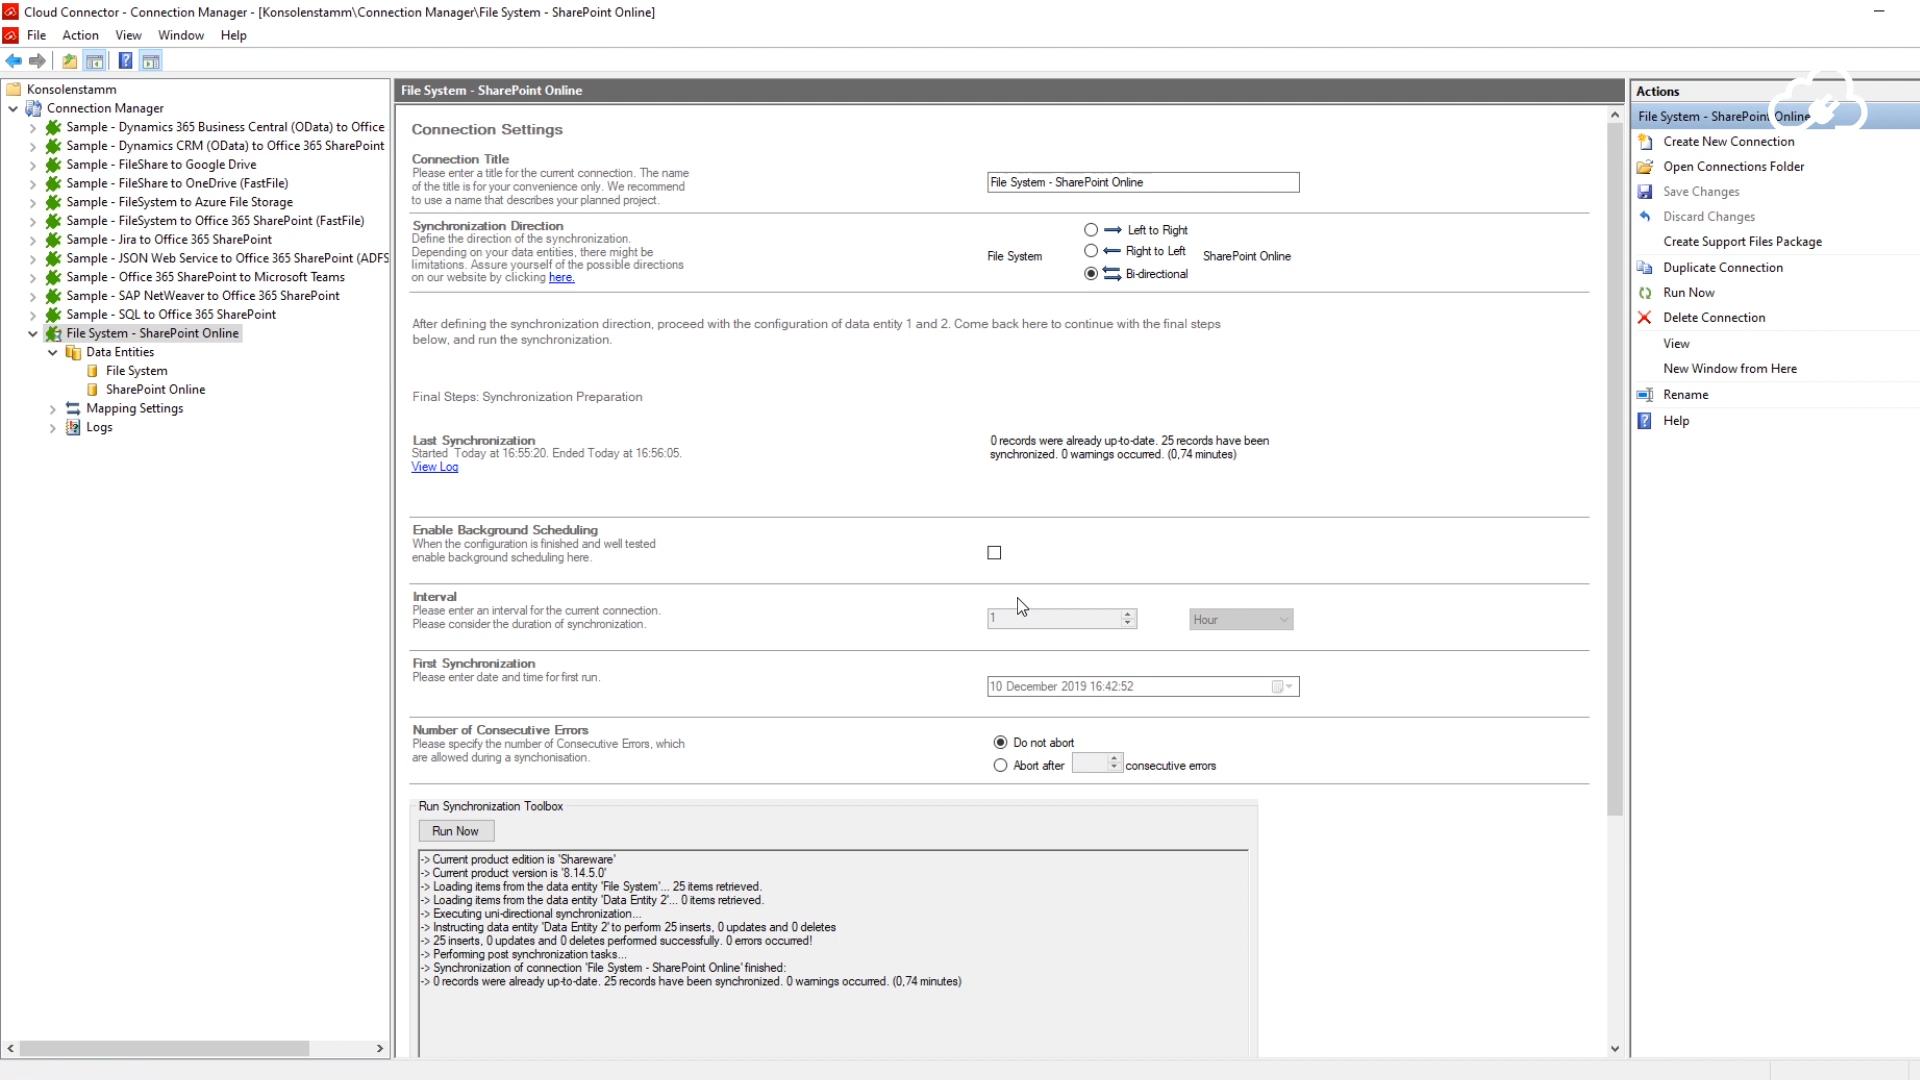 Cloud Connector - Connection Manager - [Konsolenstamm\Connection Manager\File System - SharePoint Online]
File Action View Window Help
Konsolenstamm
Connection Manager
Sample - Dynamics 365 Business Central (OData) to Office
Sample - Dynamics CRM (OData) to Office 365 SharePoint
Sample - FileShare to Google Drive
Sample - FileShare to OneDrive (FastFile)
Sample - FileSystem to Azure File Storage
Sample - FileSystem to Office 365 SharePoint (FastFile)
Sample - Jira to Office 365 SharePoint
Sample - JSON Web Service to Office 365 SharePoint (ADFS
Sample - Office 365 SharePoint to Microsoft Teams
Sample - SAP NetWeaver to Office 365 SharePoint
Sample - SQL to Office 365 SharePoint
File System - SharePoint Online
Data Entities
File System
SharePoint Online
Mapping Settings
Logs
File System - SharePoint Online
Connection Settings
Connection Title
Please enter a title for the current connection. The name
of the title is for your convenience only. We recommend
to use a name that describes your planned project.
File System - SharePoint Online
Synchronization Direction
Define the direction of the synchronization.
Depending on your data entities, there might be
limitations. Assure yourself of the possible directions
on our website by clicking here.
File System
Left to Right
Right to Left
Bi-directional
SharePoint Online
After defining the synchronization direction, proceed with the configuration of data entity 1 and 2. Come back here to continue with the final steps
below, and run the synchronization.
Final Steps: Synchronization Preparation
Last Synchronization
Started Today at 16:55:20. Ended Today at 16:56:05.
View Log
0 records were already up-to-date. 25 records have been
synchronized. 0 warnings occurred. (0,74 minutes)
Enable Background Scheduling
When the configuration is finished and well tested
enable background scheduling here.
Interval
Please enter an interval for the current connection.
Please consider the duration of synchronization.
1
Hour
First Synchronization
Please enter date and time for first run.
10 December 2019 16:42:52
Number of Consecutive Errors
Please specify the number of Consecutive Errors, which
are allowed during a synchonisation.
Do not abort
Abort after consecutive errors
Run Synchronization Toolbox
Run Now
-> Current product edition is 'Shareware'
-> Current product version is '8.14.5.0'
-> Loading items from the data entity 'File System'... 25 items retrieved.
-> Loading items from the data entity 'Data Entity 2'... 0 items retrieved.
-> Executing uni-directional synchronization...
-> Instructing data entity 'Data Entity 2' to perform 25 inserts, 0 updates and 0 deletes
-> 25 inserts, 0 updates and 0 deletes performed successfully. 0 errors occurred!
-> Performing post synchronization tasks...
-> Synchronization of connection 'File System - SharePoint Online' finished:
-> 0 records were already up-to-date. 25 records have been synchronized. 0 warnings occurred. (0,74 minutes)
Actions
File System - SharePoint Online
Create New Connection
Open Connections Folder
Save Changes
Discard Changes
Create Support Files Package
Duplicate Connection
Run Now
Delete Connection
View
New Window from Here
Rename
Help